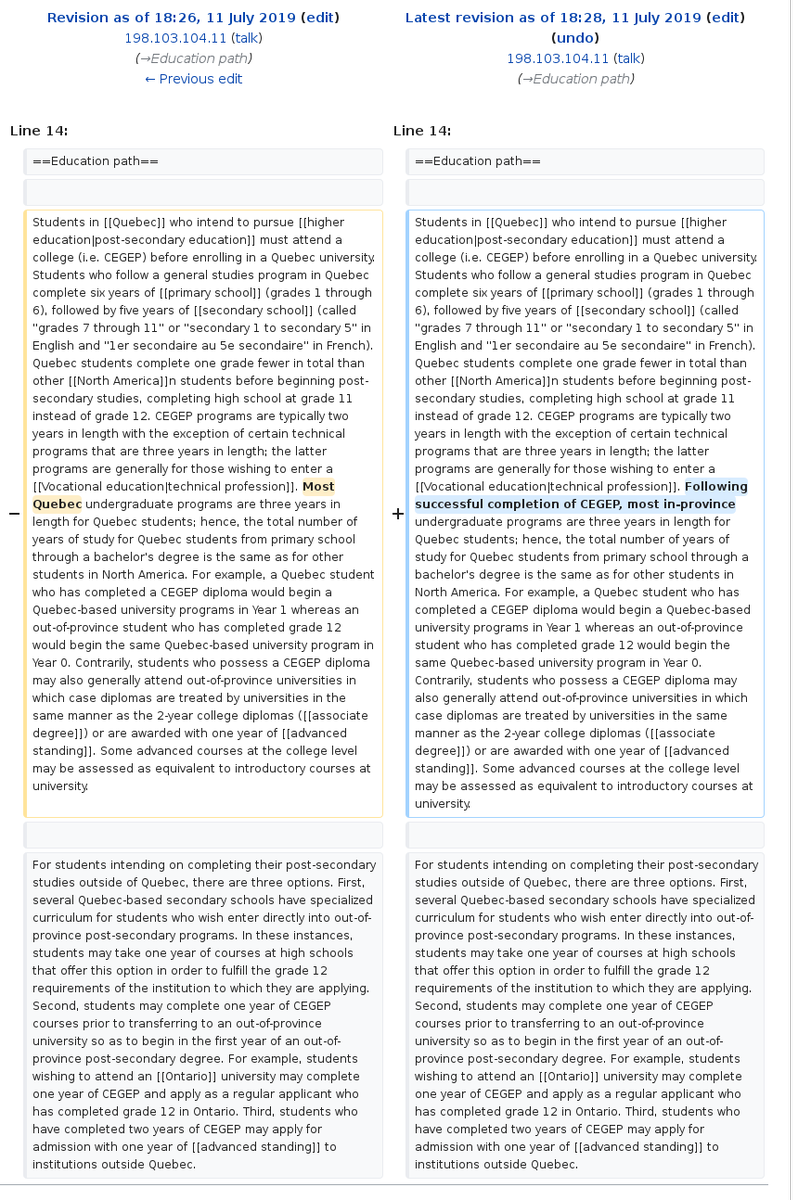 Revision as of 18:26, 11 July 2019 (edit)
198.103.104.11 (talk)
(→Education path)
← Previous edit
Latest revision as of 18:28, 11 July 2019 (edit)
(undo)
198.103.104.11 (talk)
(→Education path)
Line 14:
Line 14:
==Education path==
==Education path==
−
Students in [[Quebec]] who intend to pursue [[higher
education|post-secondary education]] must attend a
college (i.e. CEGEP) before enrolling in a Quebec university.
Students who follow a general studies program in Quebec
complete six years of [[primary school]] (grades 1 through
6), followed by five years of [[secondary school]] (called
"grades 7 through 11" or "secondary 1 to secondary 5" in
English and "1er secondaire au 5e secondaire" in French).
Quebec students complete one grade fewer in total than
other [[North America]]n students before beginning post-
secondary studies, completing high school at grade 11
instead of grade 12. CEGEP programs are typically two
years in length with the exception of certain technical
programs that are three years in length; the latter
programs are generally for those wishing to enter a
[[Vocational education|technical profession]]. Most
Quebec undergraduate programs are three years in
length for Quebec students; hence, the total number of
years of study for Quebec students from primary school
through a bachelor's degree is the same as for other
students in North America. For example, a Quebec student
who has completed a CEGEP diploma would begin a
Quebec-based university programs in Year 1 whereas an
out-of-province student who has completed grade 12
would begin the same Quebec-based university program in
Year 0. Contrarily, students who possess a CEGEP diploma
may also generally attend out-of-province universities in
which case diplomas are treated by universities in the
same manner as the 2-year college diplomas ([[associate
degree]]) or are awarded with one year of [[advanced
standing]]. Some advanced courses at the college level
may be assessed as equivalent to introductory courses at
university.
+
Students in [[Quebec]] who intend to pursue [[higher
education|post-secondary education]] must attend a
college (i.e. CEGEP) before enrolling in a Quebec university.
Students who follow a general studies program in Quebec
complete six years of [[primary school]] (grades 1 through
6), followed by five years of [[secondary school]] (called
"grades 7 through 11" or "secondary 1 to secondary 5" in
English and "1er secondaire au 5e secondaire" in French).
Quebec students complete one grade fewer in total than
other [[North America]]n students before beginning post-
secondary studies, completing high school at grade 11
instead of grade 12. CEGEP programs are typically two
years in length with the exception of certain technical
programs that are three years in length; the latter
programs are generally for those wishing to enter a
[[Vocational education|technical profession]]. Following
successful completion of CEGEP, most in-province
undergraduate programs are three years in length for
Quebec students; hence, the total number of years of
study for Quebec students from primary school through a
bachelor's degree is the same as for other students in
North America. For example, a Quebec student who has
completed a CEGEP diploma would begin a Quebec-based
university programs in Year 1 whereas an out-of-province
student who has completed grade 12 would begin the
same Quebec-based university program in Year 0.
Contrarily, students who possess a CEGEP diploma may
also generally attend out-of-province universities in which
case diplomas are treated by universities in the same
manner as the 2-year college diplomas ([[associate
degree]]) or are awarded with one year of [[advanced
standing]]. Some advanced courses at the college level
may be assessed as equivalent to introductory courses at
university.
For students intending on completing their post-secondary
studies outside of Quebec, there are three options. First,
several Quebec-based secondary schools have specialized
curriculum for students who wish enter directly into out-of-
province post-secondary programs. In these instances,
students may take one year of courses at high schools
that offer this option in order to fulfill the grade 12
requirements of the institution to which they are applying.
Second, students may complete one year of CEGEP
courses prior to transferring to an out-of-province
university so as to begin in the first year of an out-of-
province post-secondary degree. For example, students
wishing to attend an [[Ontario]] university may complete
one year of CEGEP and apply as a regular applicant who
has completed grade 12 in Ontario. Third, students who
have completed two years of CEGEP may apply for
admission with one year of [[advanced standing]] to
institutions outside Quebec.
For students intending on completing their post-secondary
studies outside of Quebec, there are three options. First,
several Quebec-based secondary schools have specialized
curriculum for students who wish enter directly into out-of-
province post-secondary programs. In these instances,
students may take one year of courses at high schools
that offer this option in order to fulfill the grade 12
requirements of the institution to which they are applying.
Second, students may complete one year of CEGEP
courses prior to transferring to an out-of-province
university so as to begin in the first year of an out-of-
province post-secondary degree. For example, students
wishing to attend an [[Ontario]] university may complete
one year of CEGEP and apply as a regular applicant who
has completed grade 12 in Ontario. Third, students who
have completed two years of CEGEP may apply for
admission with one year of [[advanced standing]] to
institutions outside Quebec.